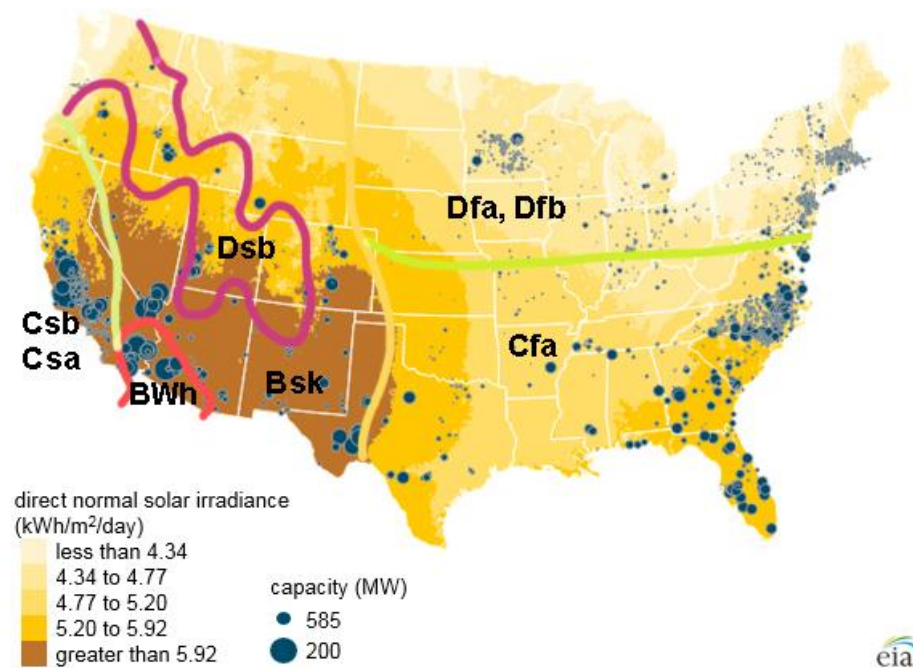 Dfa, Dfb
Dsb
Csb
Csa
Cfa
BWh
Bsk
direct normal solar irradiance
(kWh/m²/day)
less than 4.34
4.34 to 4.77
4.77 to 5.20
5.20 to 5.92
greater than 5.92
capacity (MW)
585
200
eia